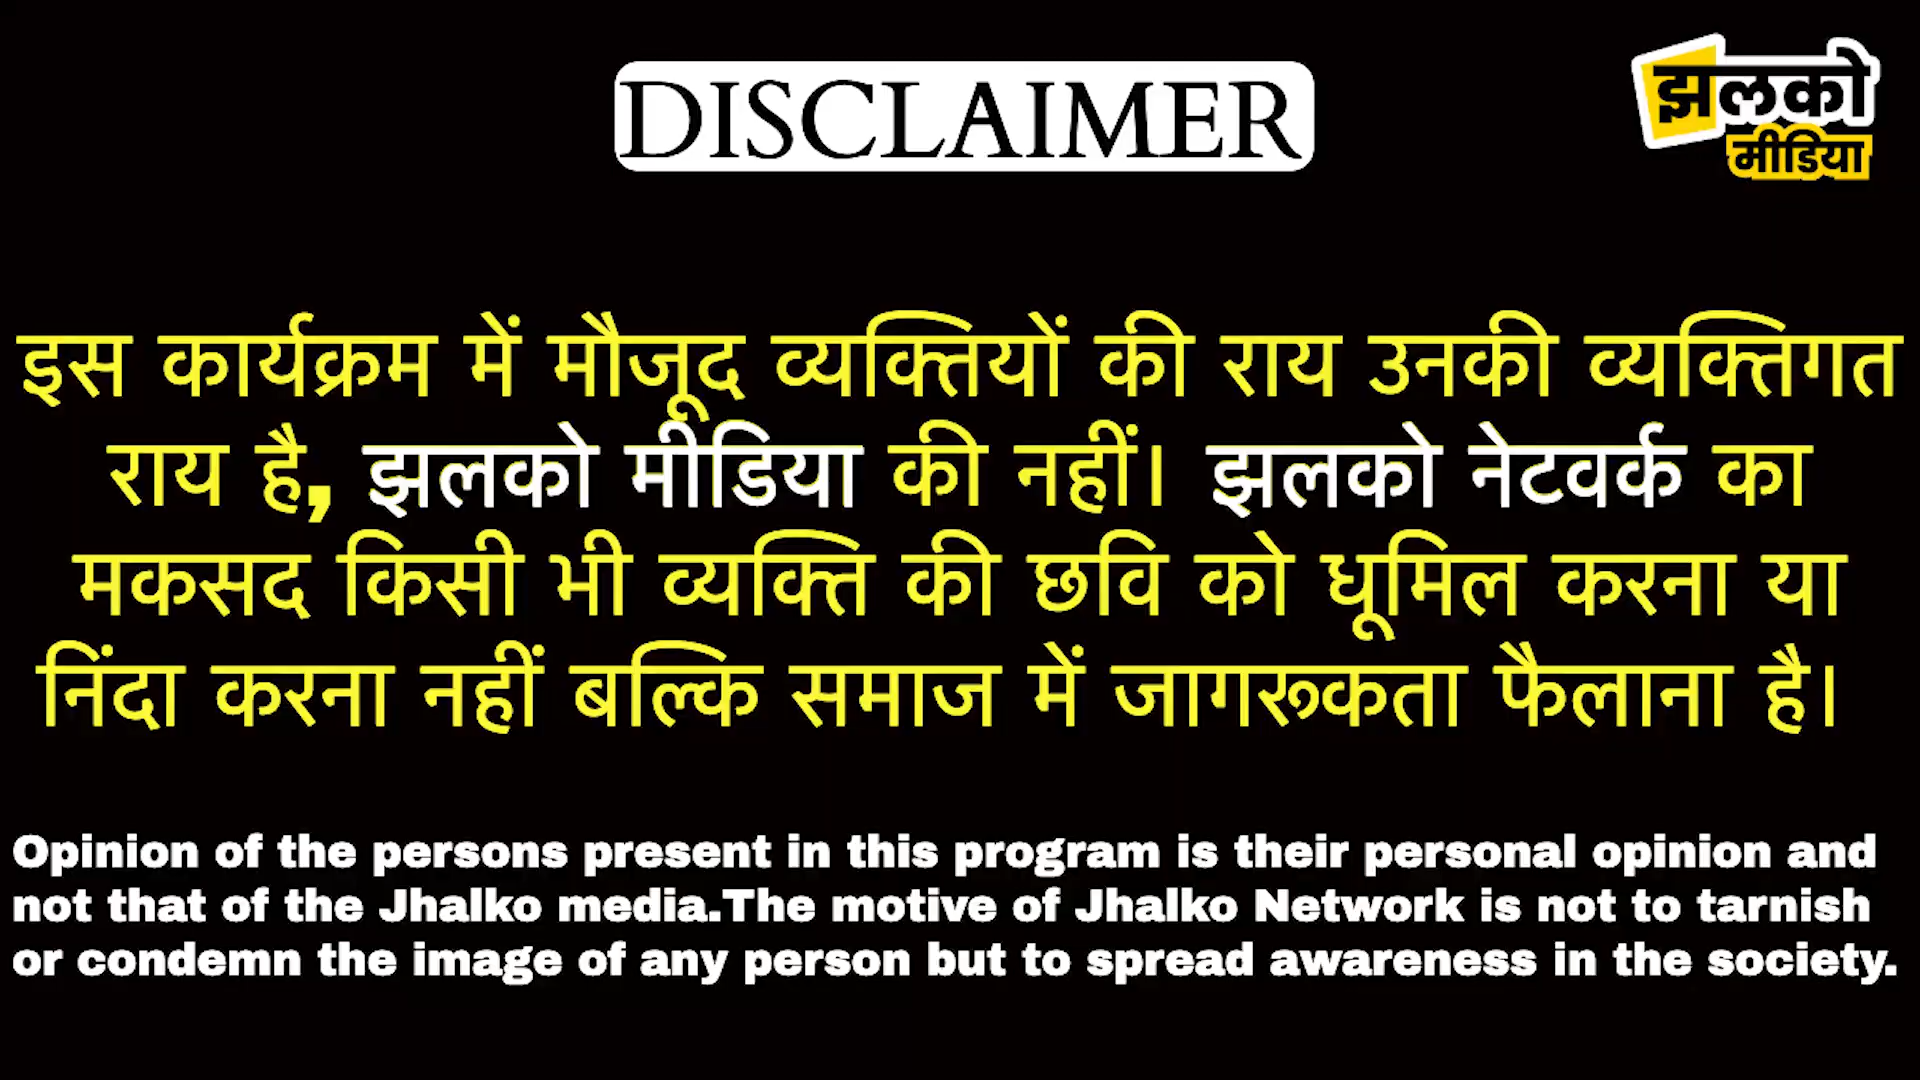 DISCLAIMER
झलको
मीडिया
इस कार्यक्रम में मौजूद व्यक्तियों की राय उनकी व्यक्तिगत
राय है, झलको मीडिया की नहीं। झलको नेटवर्क का
मकसद किसी भी व्यक्ति की छवि को धूमिल करना या
निंदा करना नहीं बल्कि समाज में जागरूकता फैलाना है।
Opinion of the persons present in this program is their personal opinion and
not that of the Jhalko media.The motive of Jhalko Network is not to tarnish
or condemn the image of any person but to spread awareness in the society.